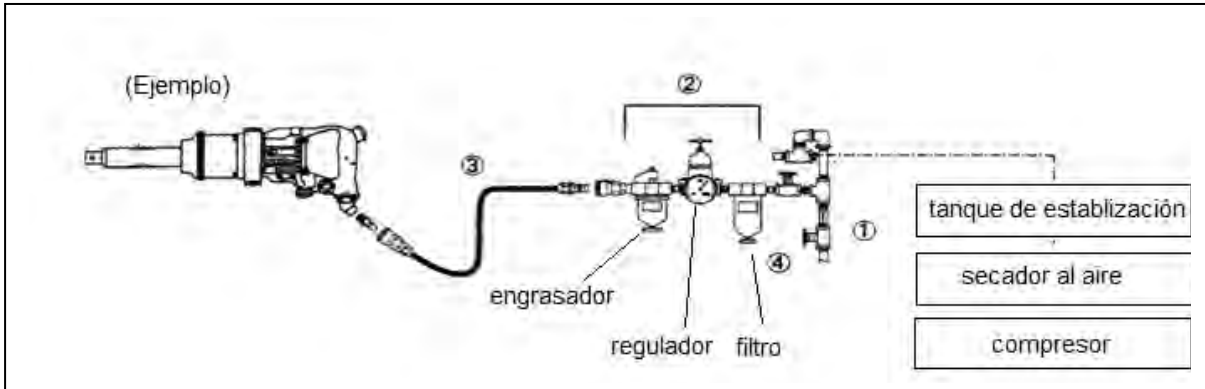 (Ejemplo)
②
③
①
④
engrasador
regulador
filtro
tanque de establización
secador al aire
compresor